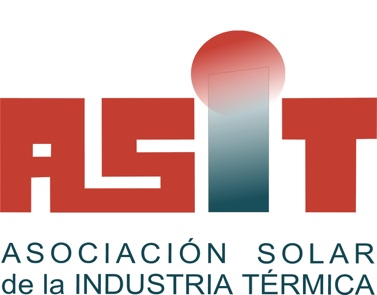 ASiT
ASOCIACIÓN SOLAR
de la INDUSTRIA TÉRMICA